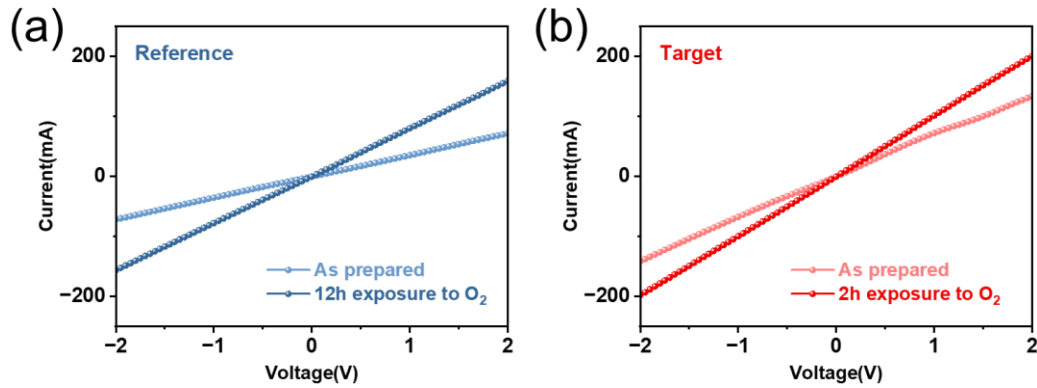 (a)
Reference
Current(mA)
200
0
−200
As prepared
12h exposure to O₂
−2
−1
0
1
2
Voltage(V)
(b)
Target
Current(mA)
200
0
−200
As prepared
2h exposure to O₂
−2
−1
0
1
2
Voltage(V)